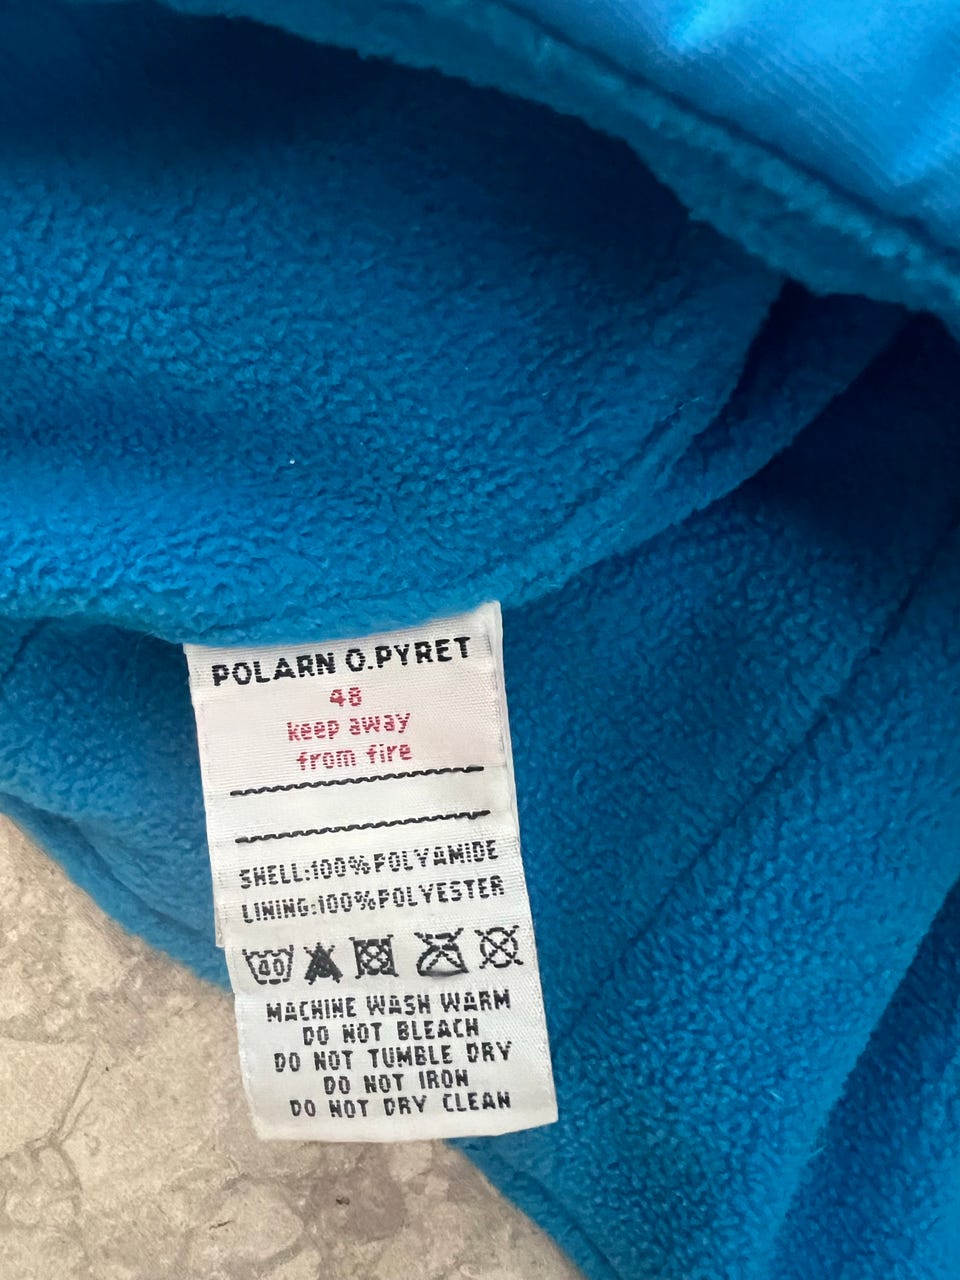 POLARN O.PYRET
48
keep away
from fire
SHELL:100%POLYAMIDE
LINING:100%POLYESTER
40
MACHINE WASH WARM
DO NOT BLEACH
DO NOT TUMBLE DRY
DO NOT IRON
DO NOT DRY CLEAN